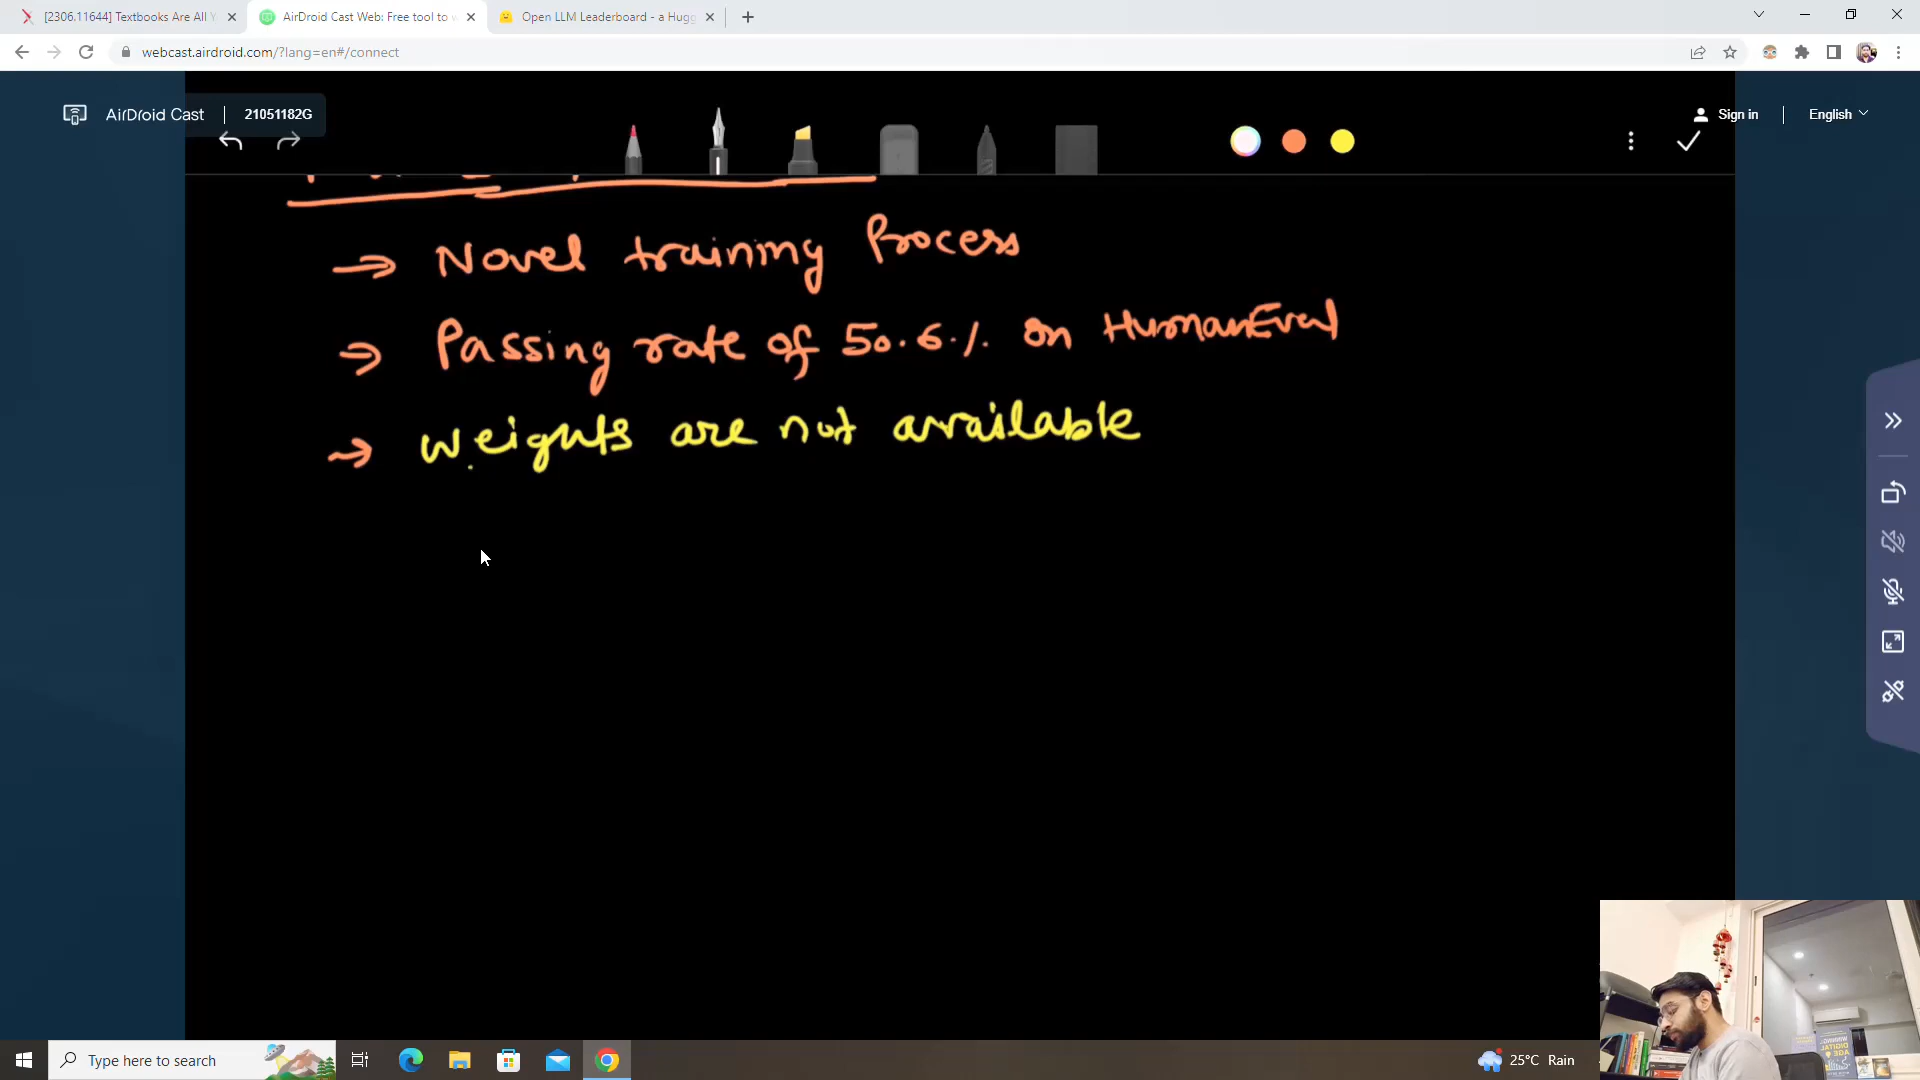 [2306.11644] Textbooks Are All Y
AirDroid Cast Web: Free tool to w
Open LLM Leaderboard - a Hugg
webcast.airdroid.com/?lang=en#/connect
AirDroid Cast | 21051182G
Sign in | English
→ Novel training Process
→ Passing rate of 50.6% on HumanEval
→ Weights are not available
Type here to search
25°C Rain